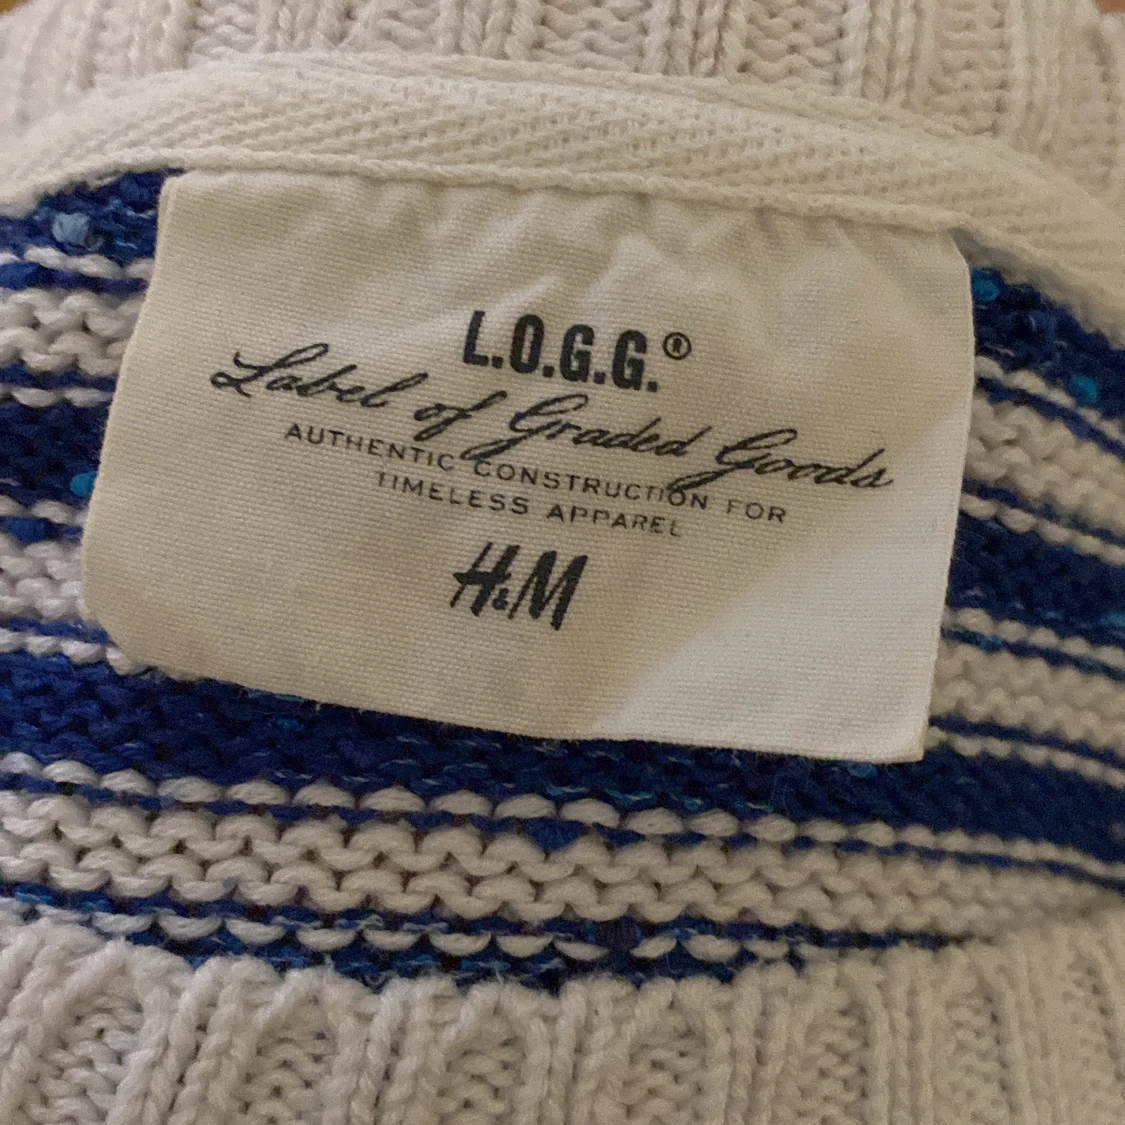 L.O.G.G.®
Label of Graded Goods
AUTHENTIC CONSTRUCTION FOR
TIMELESS APPAREL
H&M